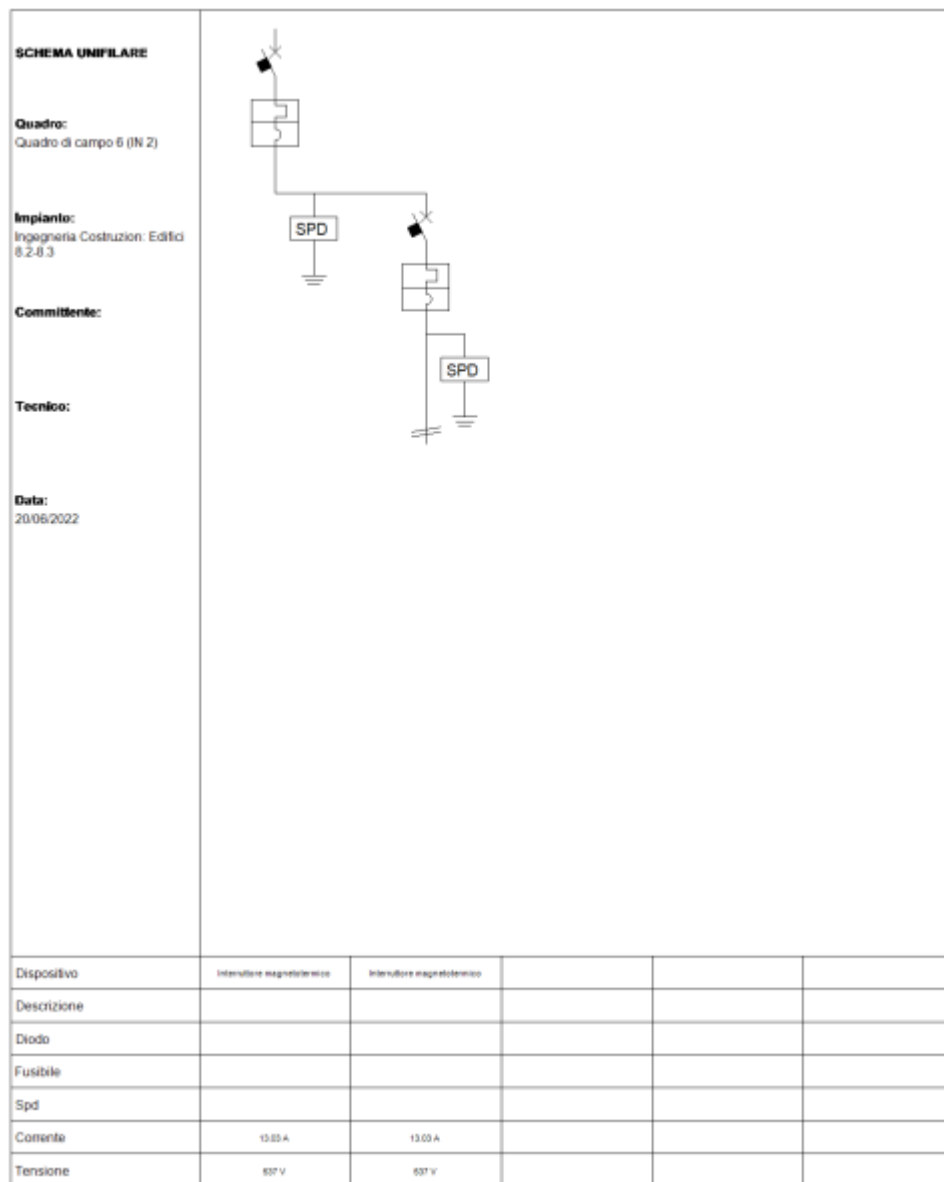 SCHEMA UNIFILARE
Quadro:
Quadro di campo 6 (IN 2)
Impianto:
Ingegneria Costruzion: Edifici
8.2-8.3
Committente:
Tecnico:
Data:
20/06/2022
SPD
SPD
Dispositivo Interruttore magnetotermico Interruttore magnetotermico
Descrizione
Diodo
Fusibile
Spd
Corrente 13.03 A 13.03 A
Tensione 637 V 637 V